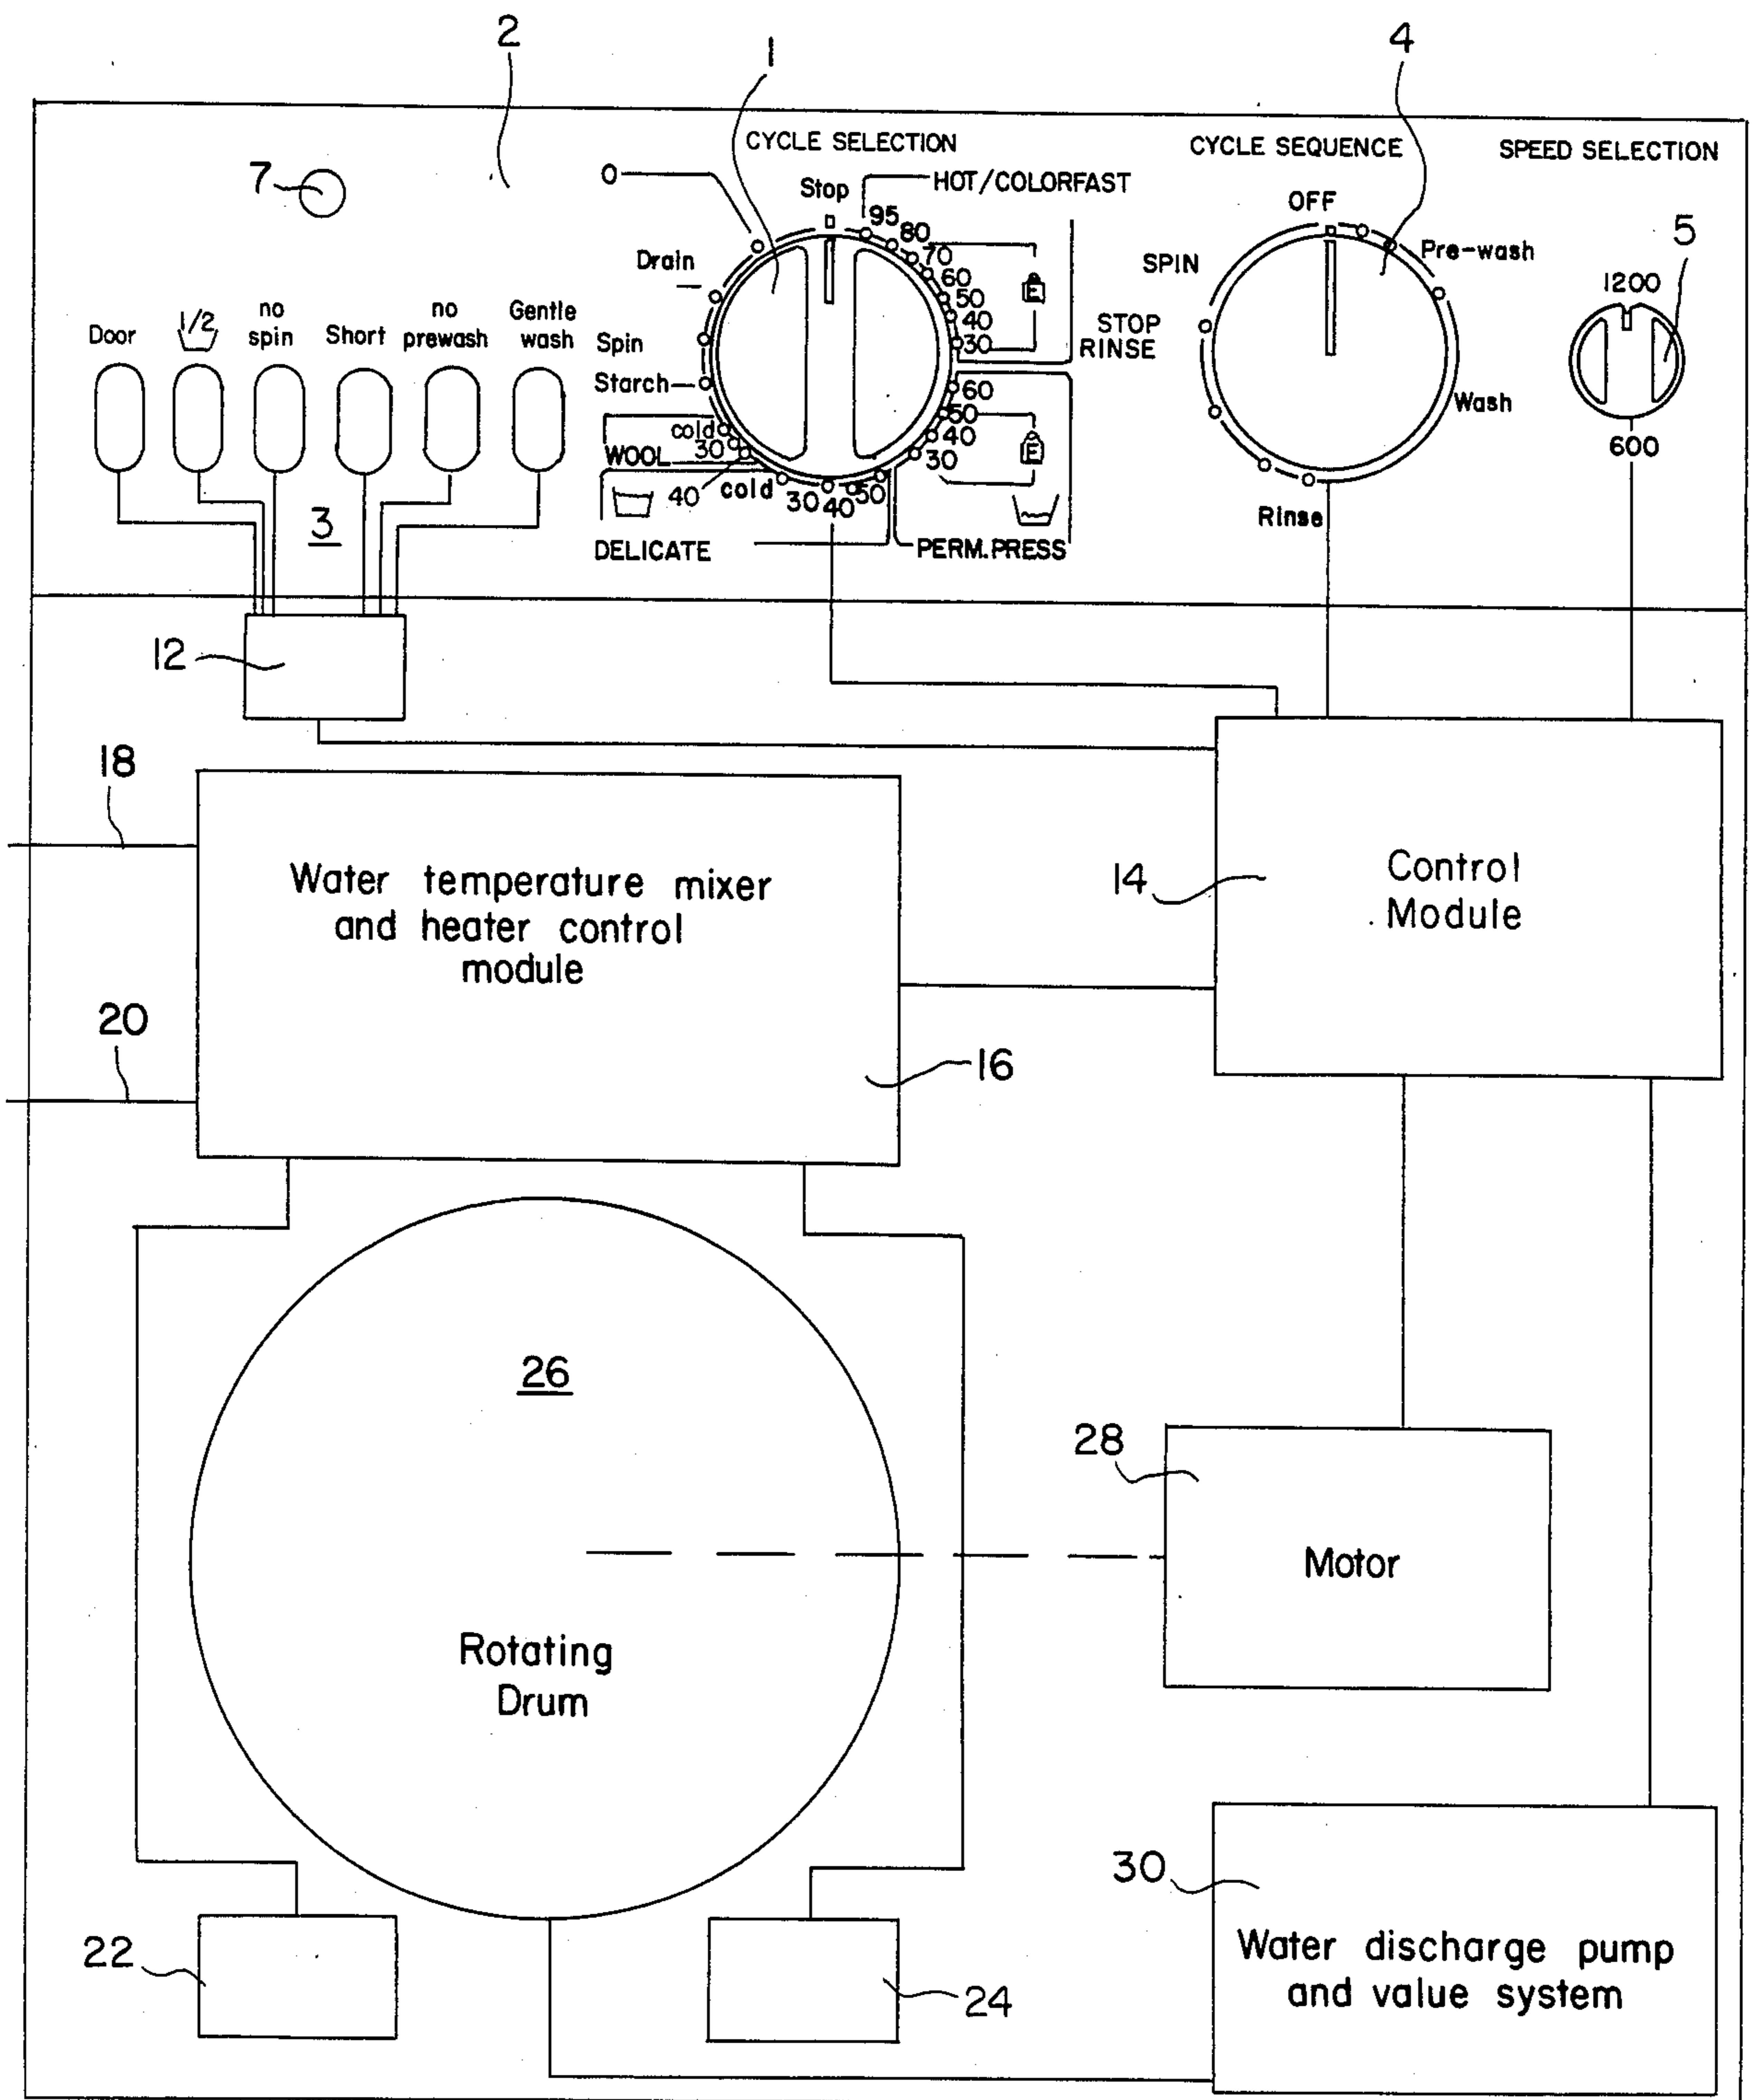 2
1
4
CYCLE SELECTION
CYCLE SEQUENCE
SPEED SELECTION
7
O
Stop
HOT/COLORFAST
OFF
5
95
80
70
60
50
40
30
E
Drain
SPIN
Pre-wash
1200
Door
1/2
no
spin
Short
no
prewash
Gentle
wash
Spin
STOP
RINSE
Starch
60
50
40
30
E
Wash
600
cold
30
WOOL
40
cold
30
40
50
Rinse
3
DELICATE
PERM.PRESS
12
18
Water temperature mixer
and heater control
module
14
Control
Module
20
16
26
28
Motor
Rotating
Drum
30
22
24
Water discharge pump
and value system